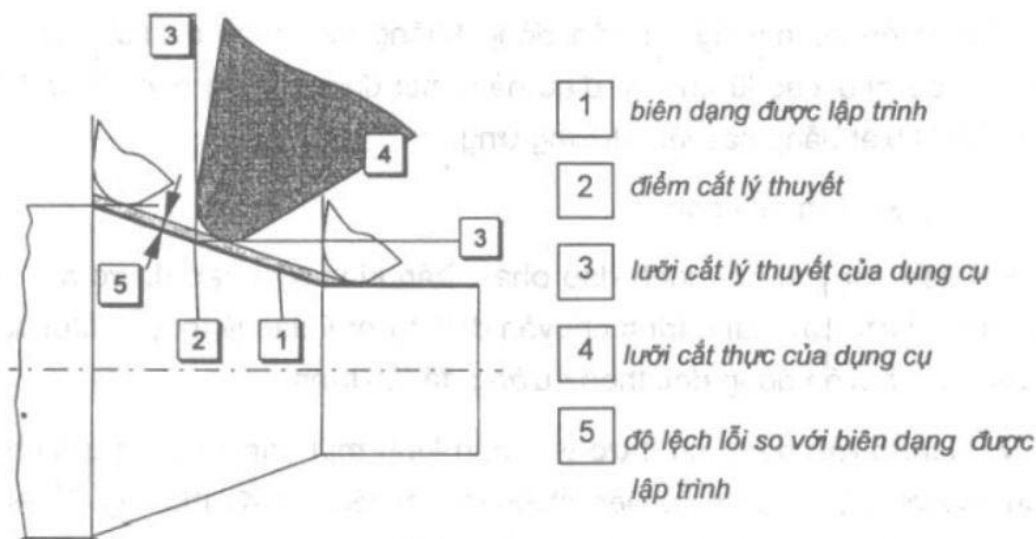 3
4
3
5
2
1
1 biên dạng được lập trình
2 điểm cắt lý thuyết
3 lưỡi cắt lý thuyết của dụng cụ
4 lưỡi cắt thực của dụng cụ
5 độ lệch lỗi so với biên dạng được
lập trình